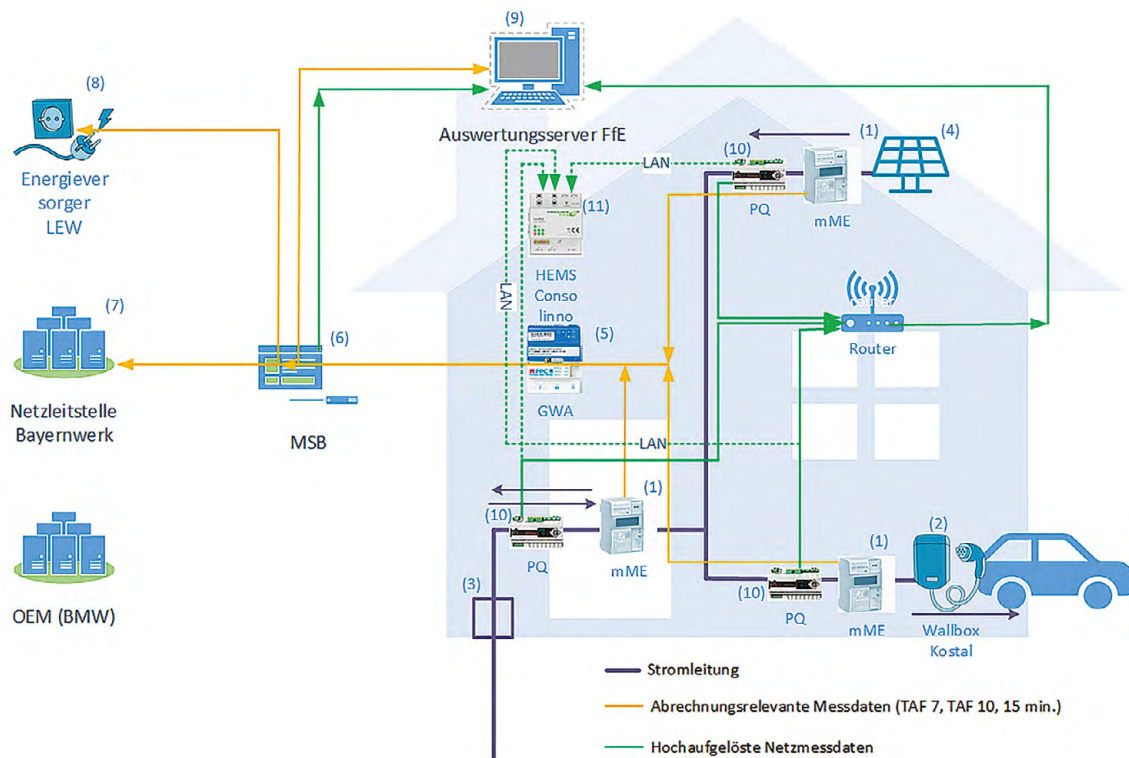 (9)
(8)
Auswertungsserver FfE
Energiever
sorger
LEW
LAN
(10)
(1)
(4)
PQ
mME
(11)
HEMS
Conso
linno
LAN
Router
(7)
(6)
(5)
PPC
GWA
Netzleitstelle
Bayernwerk
MSB
LAN
(1)
(10)
PQ
mME
(3)
(1)
(2)
(10)
PQ
mME
Wallbox
Kostal
OEM (BMW)
Stromleitung
Abrechnungsrelevante Messdaten (TAF 7, TAF 10, 15 min.)
Hochaufgelöste Netzmessdaten